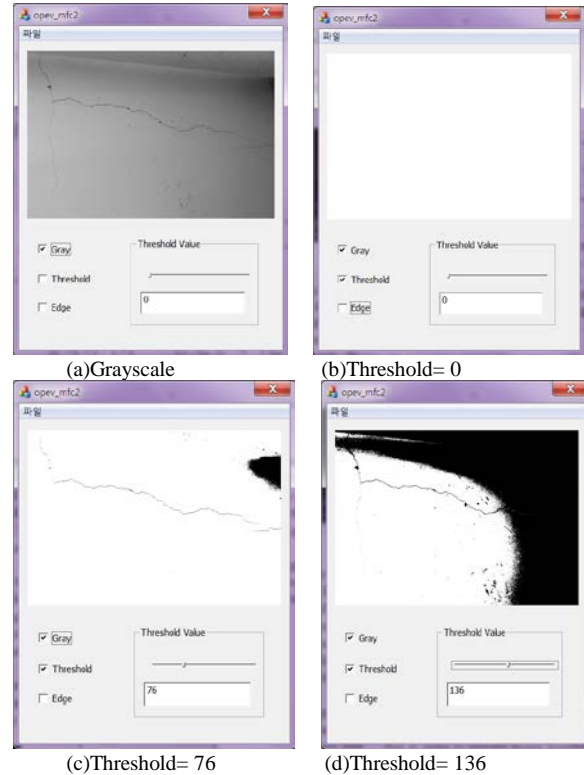 opev_mfc2
X
파일
Gray
Threshold
Edge
Threshold Value
0
(a)Grayscale
opev_mfc2
X
파일
Gray
Threshold
Edge
Threshold Value
0
(b)Threshold= 0
opev_mfc2
X
파일
Gray
Threshold
Edge
Threshold Value
76
(c)Threshold= 76
opev_mfc2
X
파일
Gray
Threshold
Edge
Threshold Value
136
(d)Threshold= 136